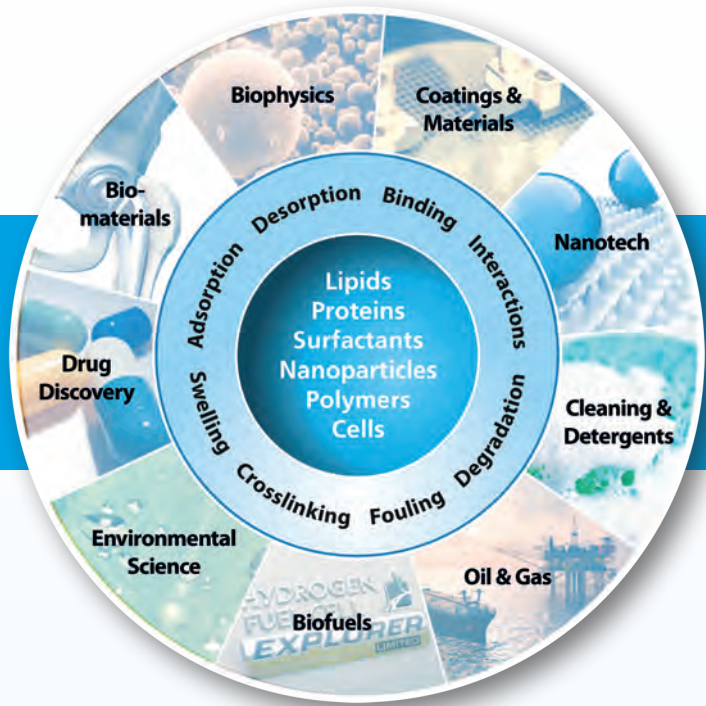 Biophysics
Coatings &
Materials
Nanotech
Cleaning &
Detergents
Oil & Gas
HYDROGEN
FUEL CELL
EXPLORER
LIMITED
Biofuels
Environmental
Science
Drug
Discovery
Bio-
materials
Adsorption
Desorption
Binding
Interactions
Degradation
Fouling
Crosslinking
Swelling
Lipids
Proteins
Surfactants
Nanoparticles
Polymers
Cells